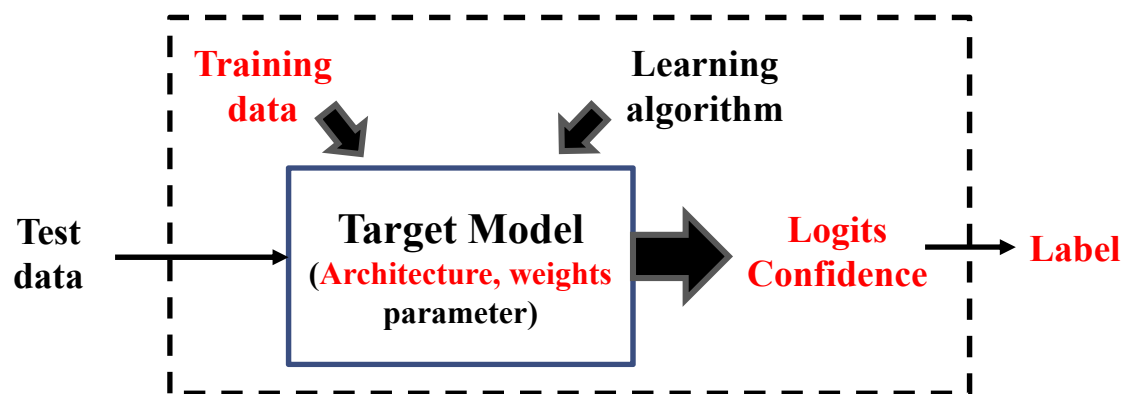 Training
data
Learning
algorithm
Test
data
Target Model
(Architecture, weights
parameter)
Logits
Confidence
Label